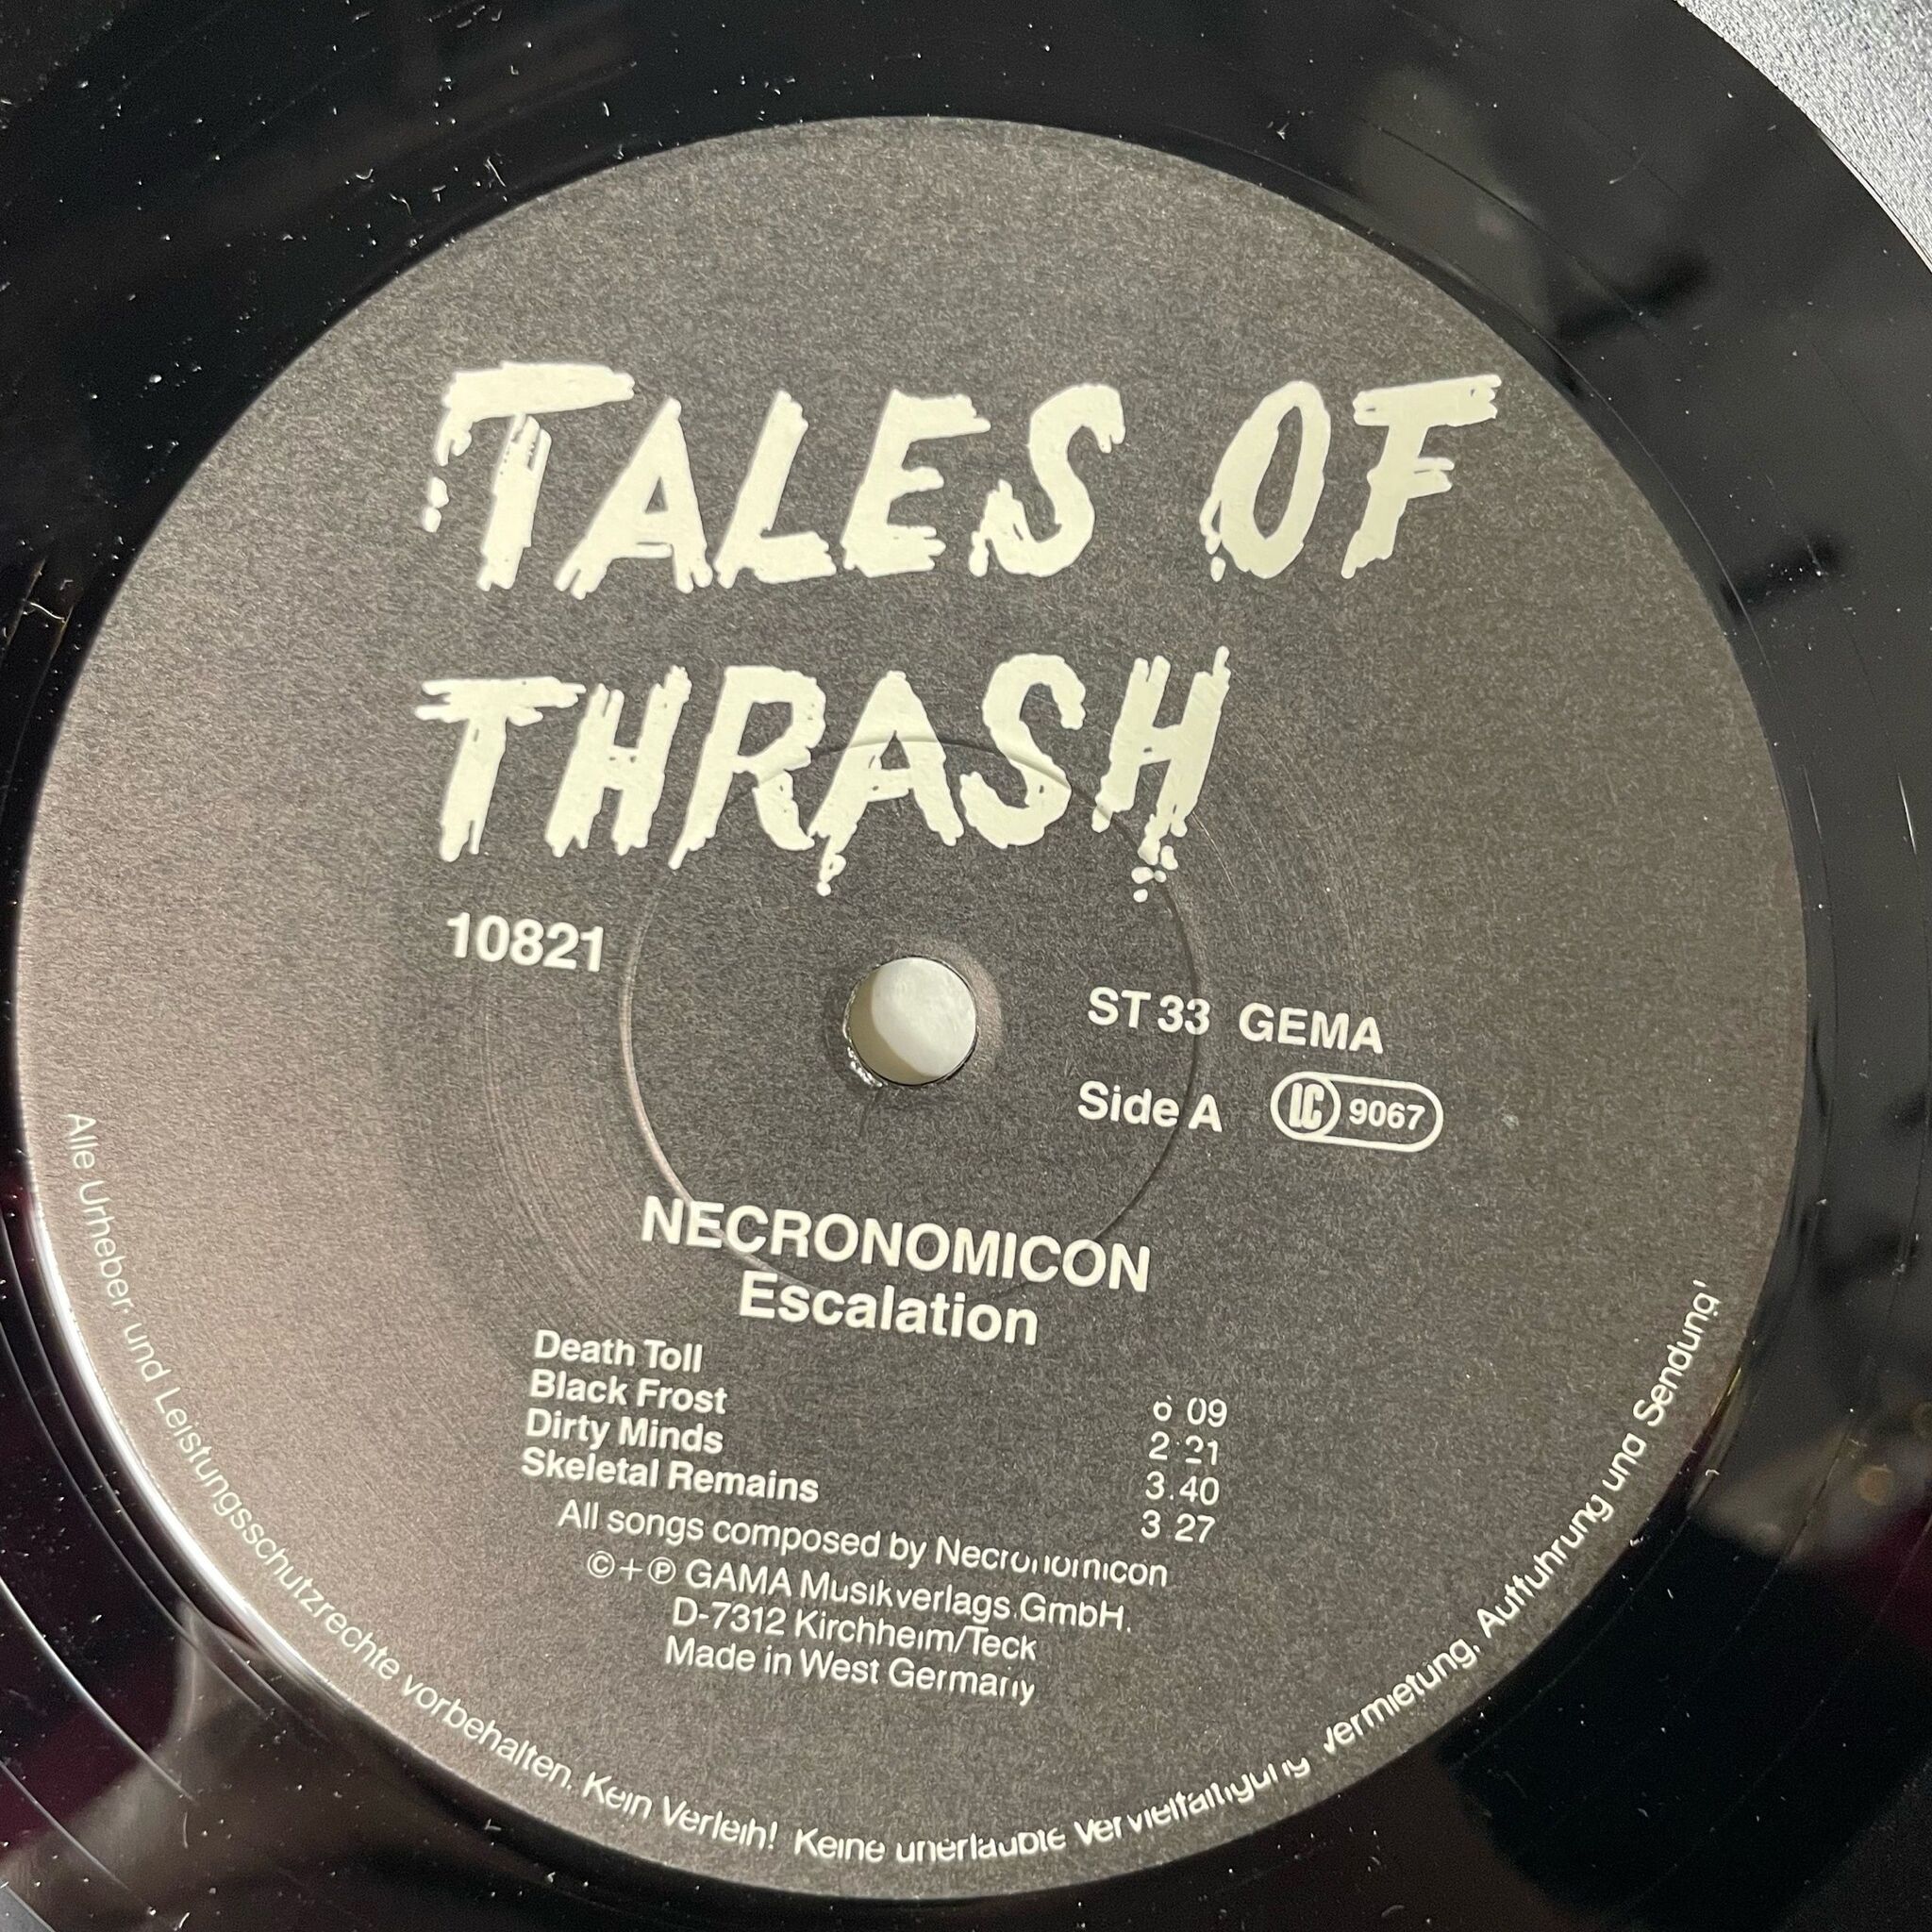 TALES OF
THRASH
10821
ST 33 GEMA
Side A LC 9067
NECRONOMICON
Escalation
Death Toll 6 09
Black Frost 2:21
Dirty Minds 3.40
Skeletal Remains 3 27
All songs composed by Necronomicon
©+℗ GAMA Musikverlags GmbH.
D-7312 Kirchheim/Teck
Made in West Germany
Alle Urheber- und Leistungsschutzrechte vorbehalten. Kein Verleih! Keine unerlaubte Vervielfältigung, Vermietung, Aufführung und Sendung!